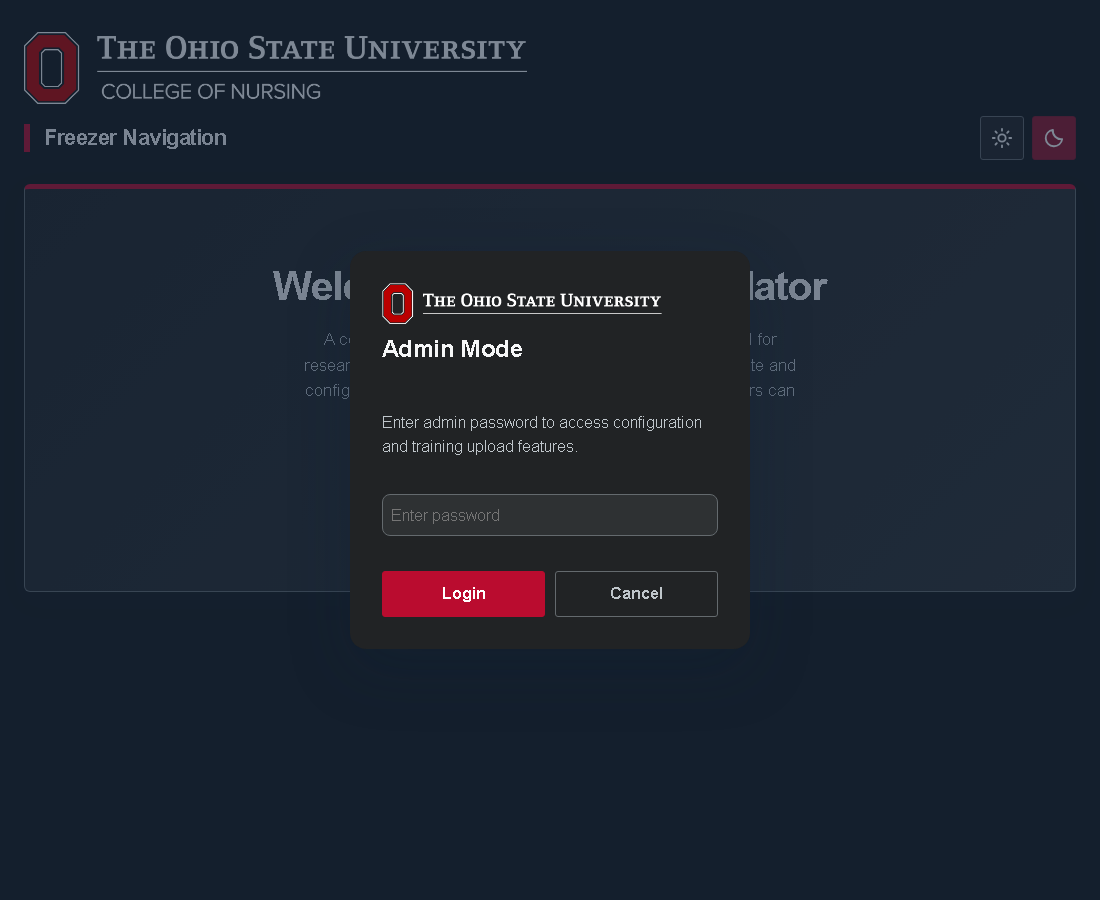 THE OHIO STATE UNIVERSITY
COLLEGE OF NURSING
Freezer Navigation
THE OHIO STATE UNIVERSITY
Admin Mode
Enter admin password to access configuration
and training upload features.
Enter password
Login
Cancel